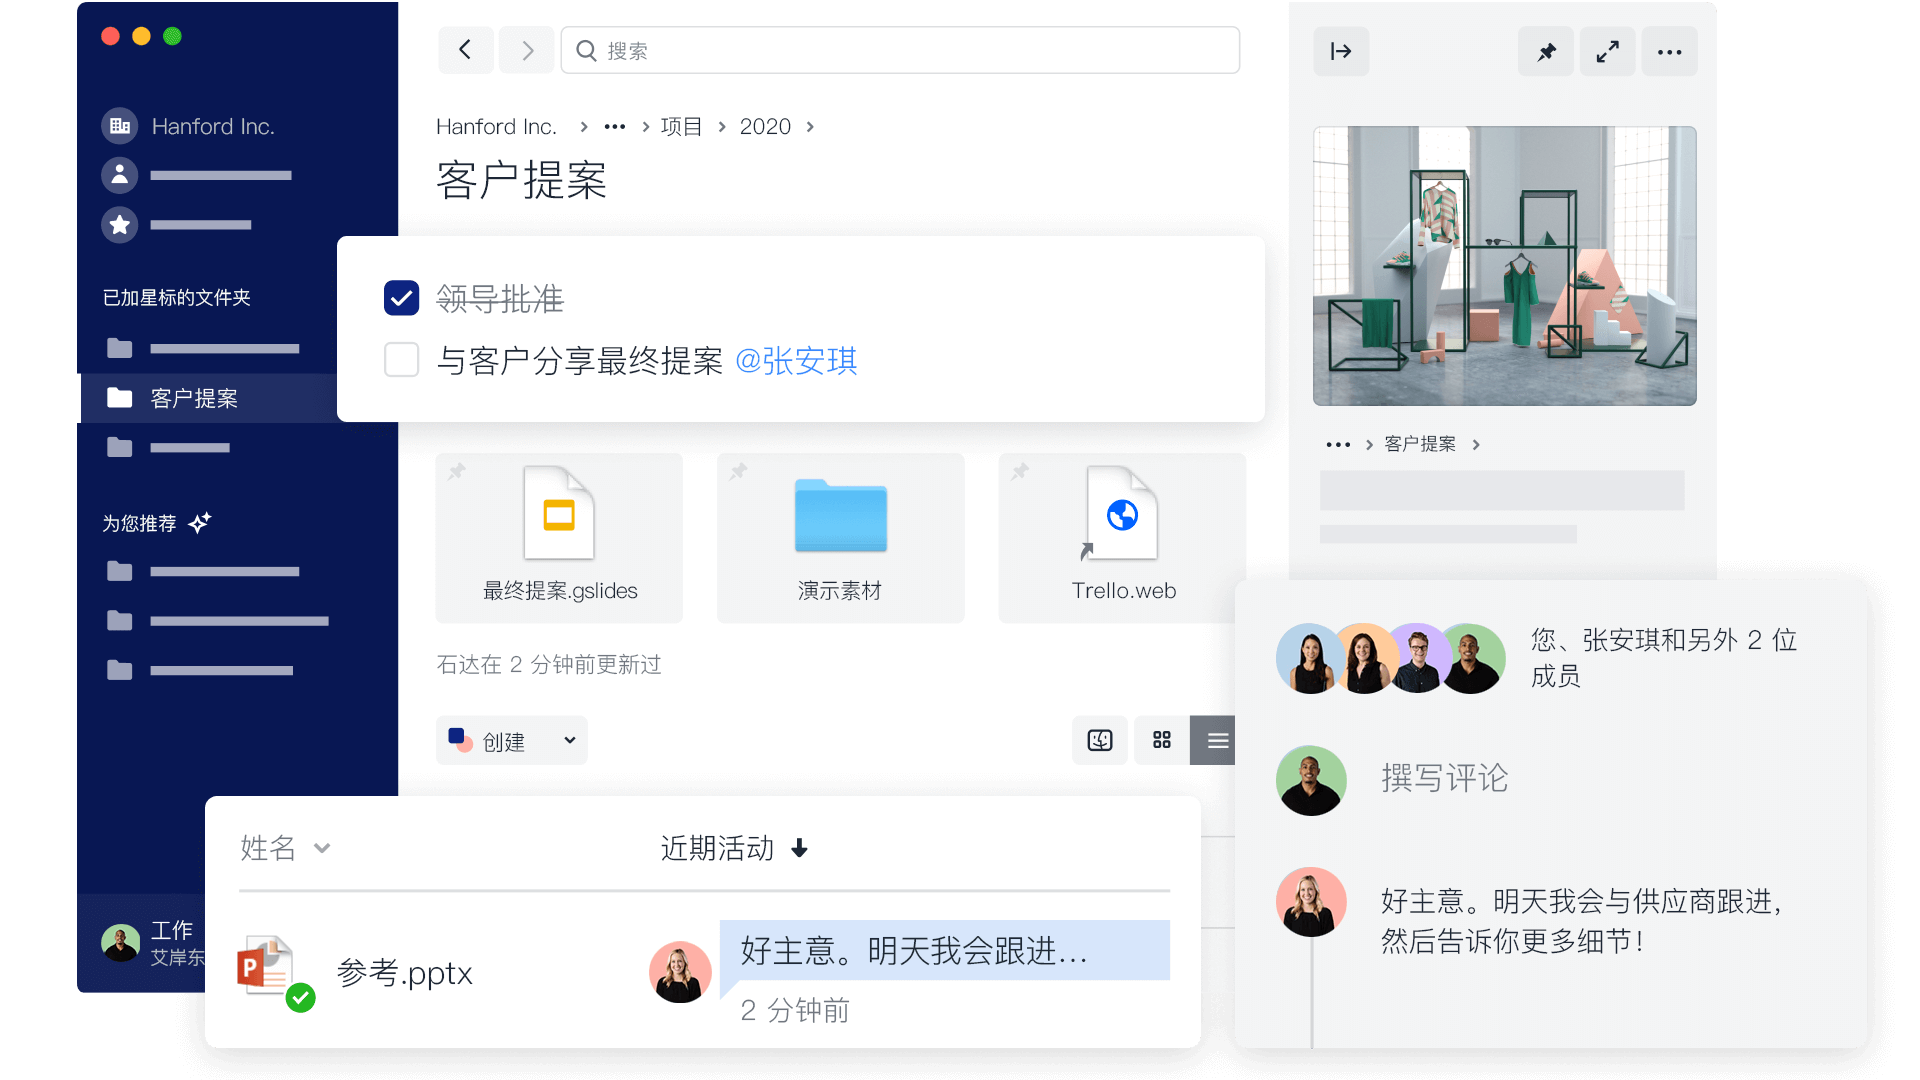 Hanford Inc.
已加星标的文件夹
客户提案
为您推荐
工作
艾岸东
搜索
Hanford Inc. > ••• > 项目 > 2020 >
客户提案
领导批准
与客户分享最终提案 @张安琪
最终提案.gslides
演示素材
Trello.web
石达在 2 分钟前更新过
创建
姓名
近期活动
P
参考.pptx
好主意。明天我会跟进...
2 分钟前
••• > 客户提案 >
您、张安琪和另外 2 位
成员
撰写评论
好主意。明天我会与供应商跟进,
然后告诉你更多细节!